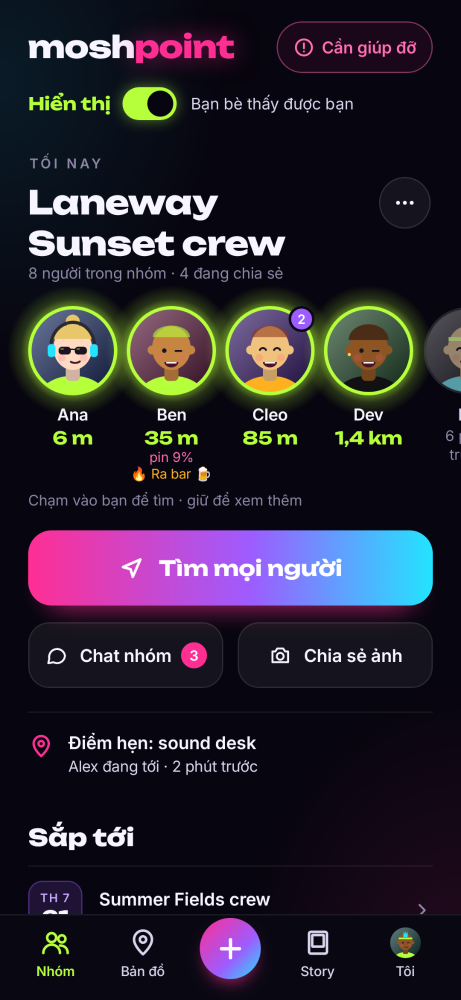 moshpoint
Cần giúp đỡ
Hiển thị
Bạn bè thấy được bạn
TỐI NAY
Laneway
Sunset crew
8 người trong nhóm · 4 đang chia sẻ
2
Ana
Ben
Cleo
Dev
6 m
35 m
85 m
1,4 km
pin 9%
🔥 Ra bar 🍺
Chạm vào bạn để tìm · giữ để xem thêm
Tìm mọi người
Chat nhóm 3
Chia sẻ ảnh
Điểm hẹn: sound desk
Alex đang tới · 2 phút trước
Sắp tới
TH 7
Summer Fields crew
Nhóm
Bản đồ
Story
Tôi